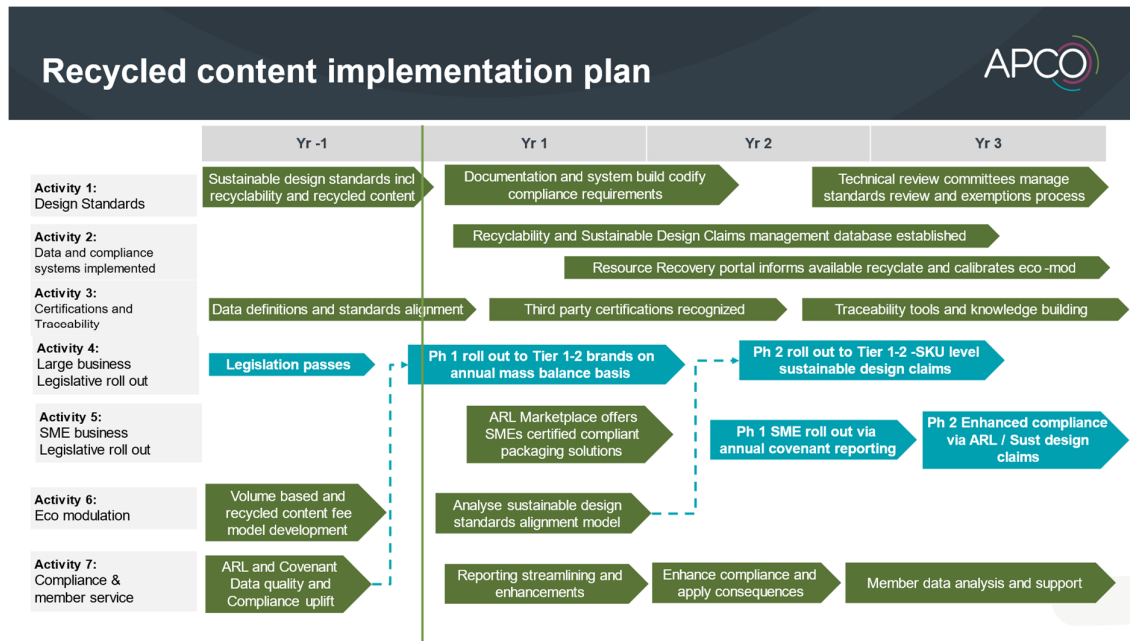 Recycled content implementation plan
APCO
Yr -1
Yr 1
Yr 2
Yr 3
Activity 1:
Design Standards
Sustainable design standards incl
recyclability and recycled content
Documentation and system build codify
compliance requirements
Technical review committees manage
standards review and exemptions process
Activity 2:
Data and compliance
systems implemented
Recyclability and Sustainable Design Claims management database established
Resource Recovery portal informs available recyclate and calibrates eco -mod
Activity 3:
Certifications and
Traceability
Data definitions and standards alignment
Third party certifications recognized
Traceability tools and knowledge building
Activity 4:
Large business
Legislative roll out
Legislation passes
Ph 1 roll out to Tier 1-2 brands on
annual mass balance basis
Ph 2 roll out to Tier 1-2 -SKU level
sustainable design claims
Activity 5:
SME business
Legislative roll out
ARL Marketplace offers
SMEs certified compliant
packaging solutions
Ph 1 SME roll out via
annual covenant reporting
Ph 2 Enhanced compliance
via ARL / Sust design
claims
Activity 6:
Eco modulation
Volume based and
recycled content fee
model development
Analyse sustainable design
standards alignment model
Activity 7:
Compliance &
member service
ARL and Covenant
Data quality and
Compliance uplift
Reporting streamlining and
enhancements
Enhance compliance and
apply consequences
Member data analysis and support